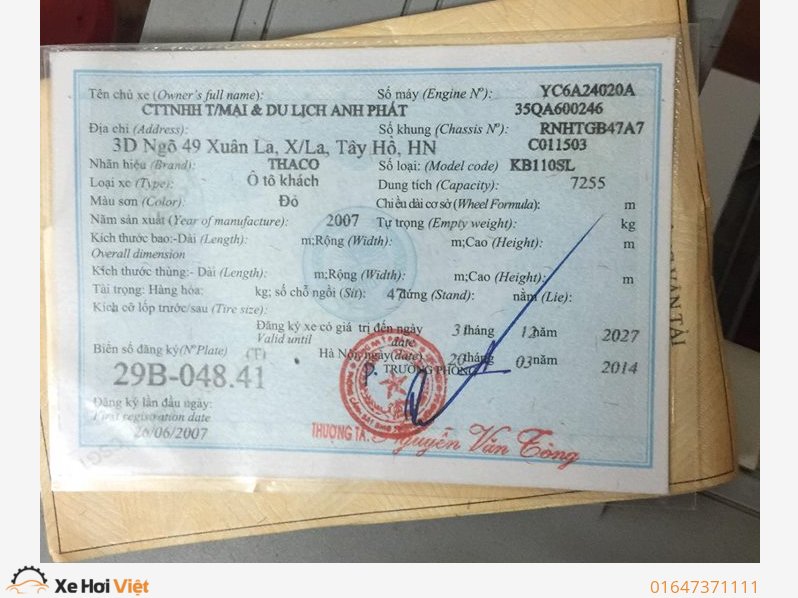 Tên chủ xe (Owner's full name):
CTTNHH T/MẠI & DU LỊCH ANH PHÁT
Số máy (Engine Nº): YC6A24020A
35QA600246
Địa chỉ (Address):
3D Ngõ 49 Xuân La, X/La, Tây Hồ, HN
Số khung (Chassis Nº): RNHTGB47A7
C011503
Nhãn hiệu (Brand): THACO
Số loại: (Model code) KB110SL
Loại xe (Type): Ô tô khách
Dung tích (Capacity): 7255
Màu sơn (Color): Đỏ
Chiều dài cơ sở (Wheel Formula): m
Năm sản xuất (Year of manufacture): 2007
Tự trọng (Empty weight): kg
Kích thước bao:-Dài (Length): m;Rộng (Width): m;Cao (Height): m
Overall dimension
Kích thước thùng:- Dài (Length): m;Rộng (Width): m;Cao (Height): m
Tải trọng: Hàng hóa: kg; số chỗ ngồi (Sit): 47 đứng (Stand): nằm (Lie):
Kích cỡ lốp trước/sau (Tire size):
Đăng ký xe có giá trị đến ngày 31 tháng 12 năm 2027
Valid until date
Biển số đăng ký(Nº Plate) (T)
Hà Nội, ngày(date) 20 tháng 03 năm 2014
P. TRƯỞNG PHÒNG
29B-048.41
Đăng ký lần đầu ngày:
First registration date
26/06/2007
THƯỢNG TÁ: Nguyễn Văn Tòng
VẬN TẢI
Xe Hơi Việt
01647371111